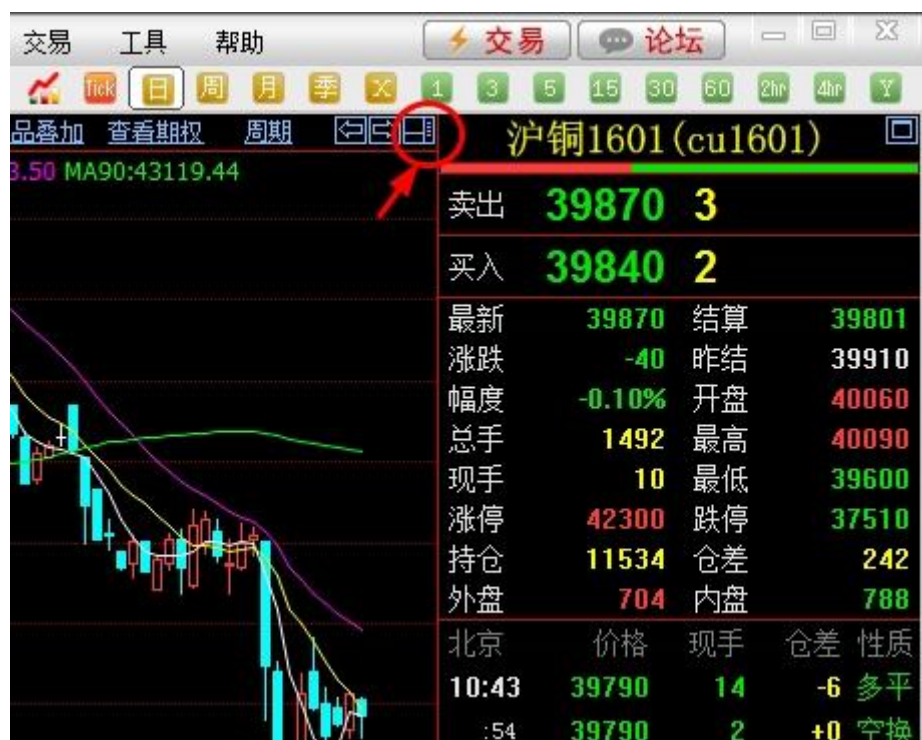 交易 工具 帮助 交易 论坛
Tick 日 周 月 季 X 1 3 5 15 30 60 2hr 4hr Y
品叠加 查看期权 周期 沪铜1601(cu1601)
3.50 MA90:43119.44
卖出 39870 3
买入 39840 2
最新 39870 结算 39801
涨跌 -40 昨结 39910
幅度 -0.10% 开盘 40060
总手 1492 最高 40090
现手 10 最低 39600
涨停 42300 跌停 37510
持仓 11534 仓差 242
外盘 704 内盘 788
北京 价格 现手 仓差 性质
10:43 39790 14 -6 多平
:54 39790 2 +0 空换